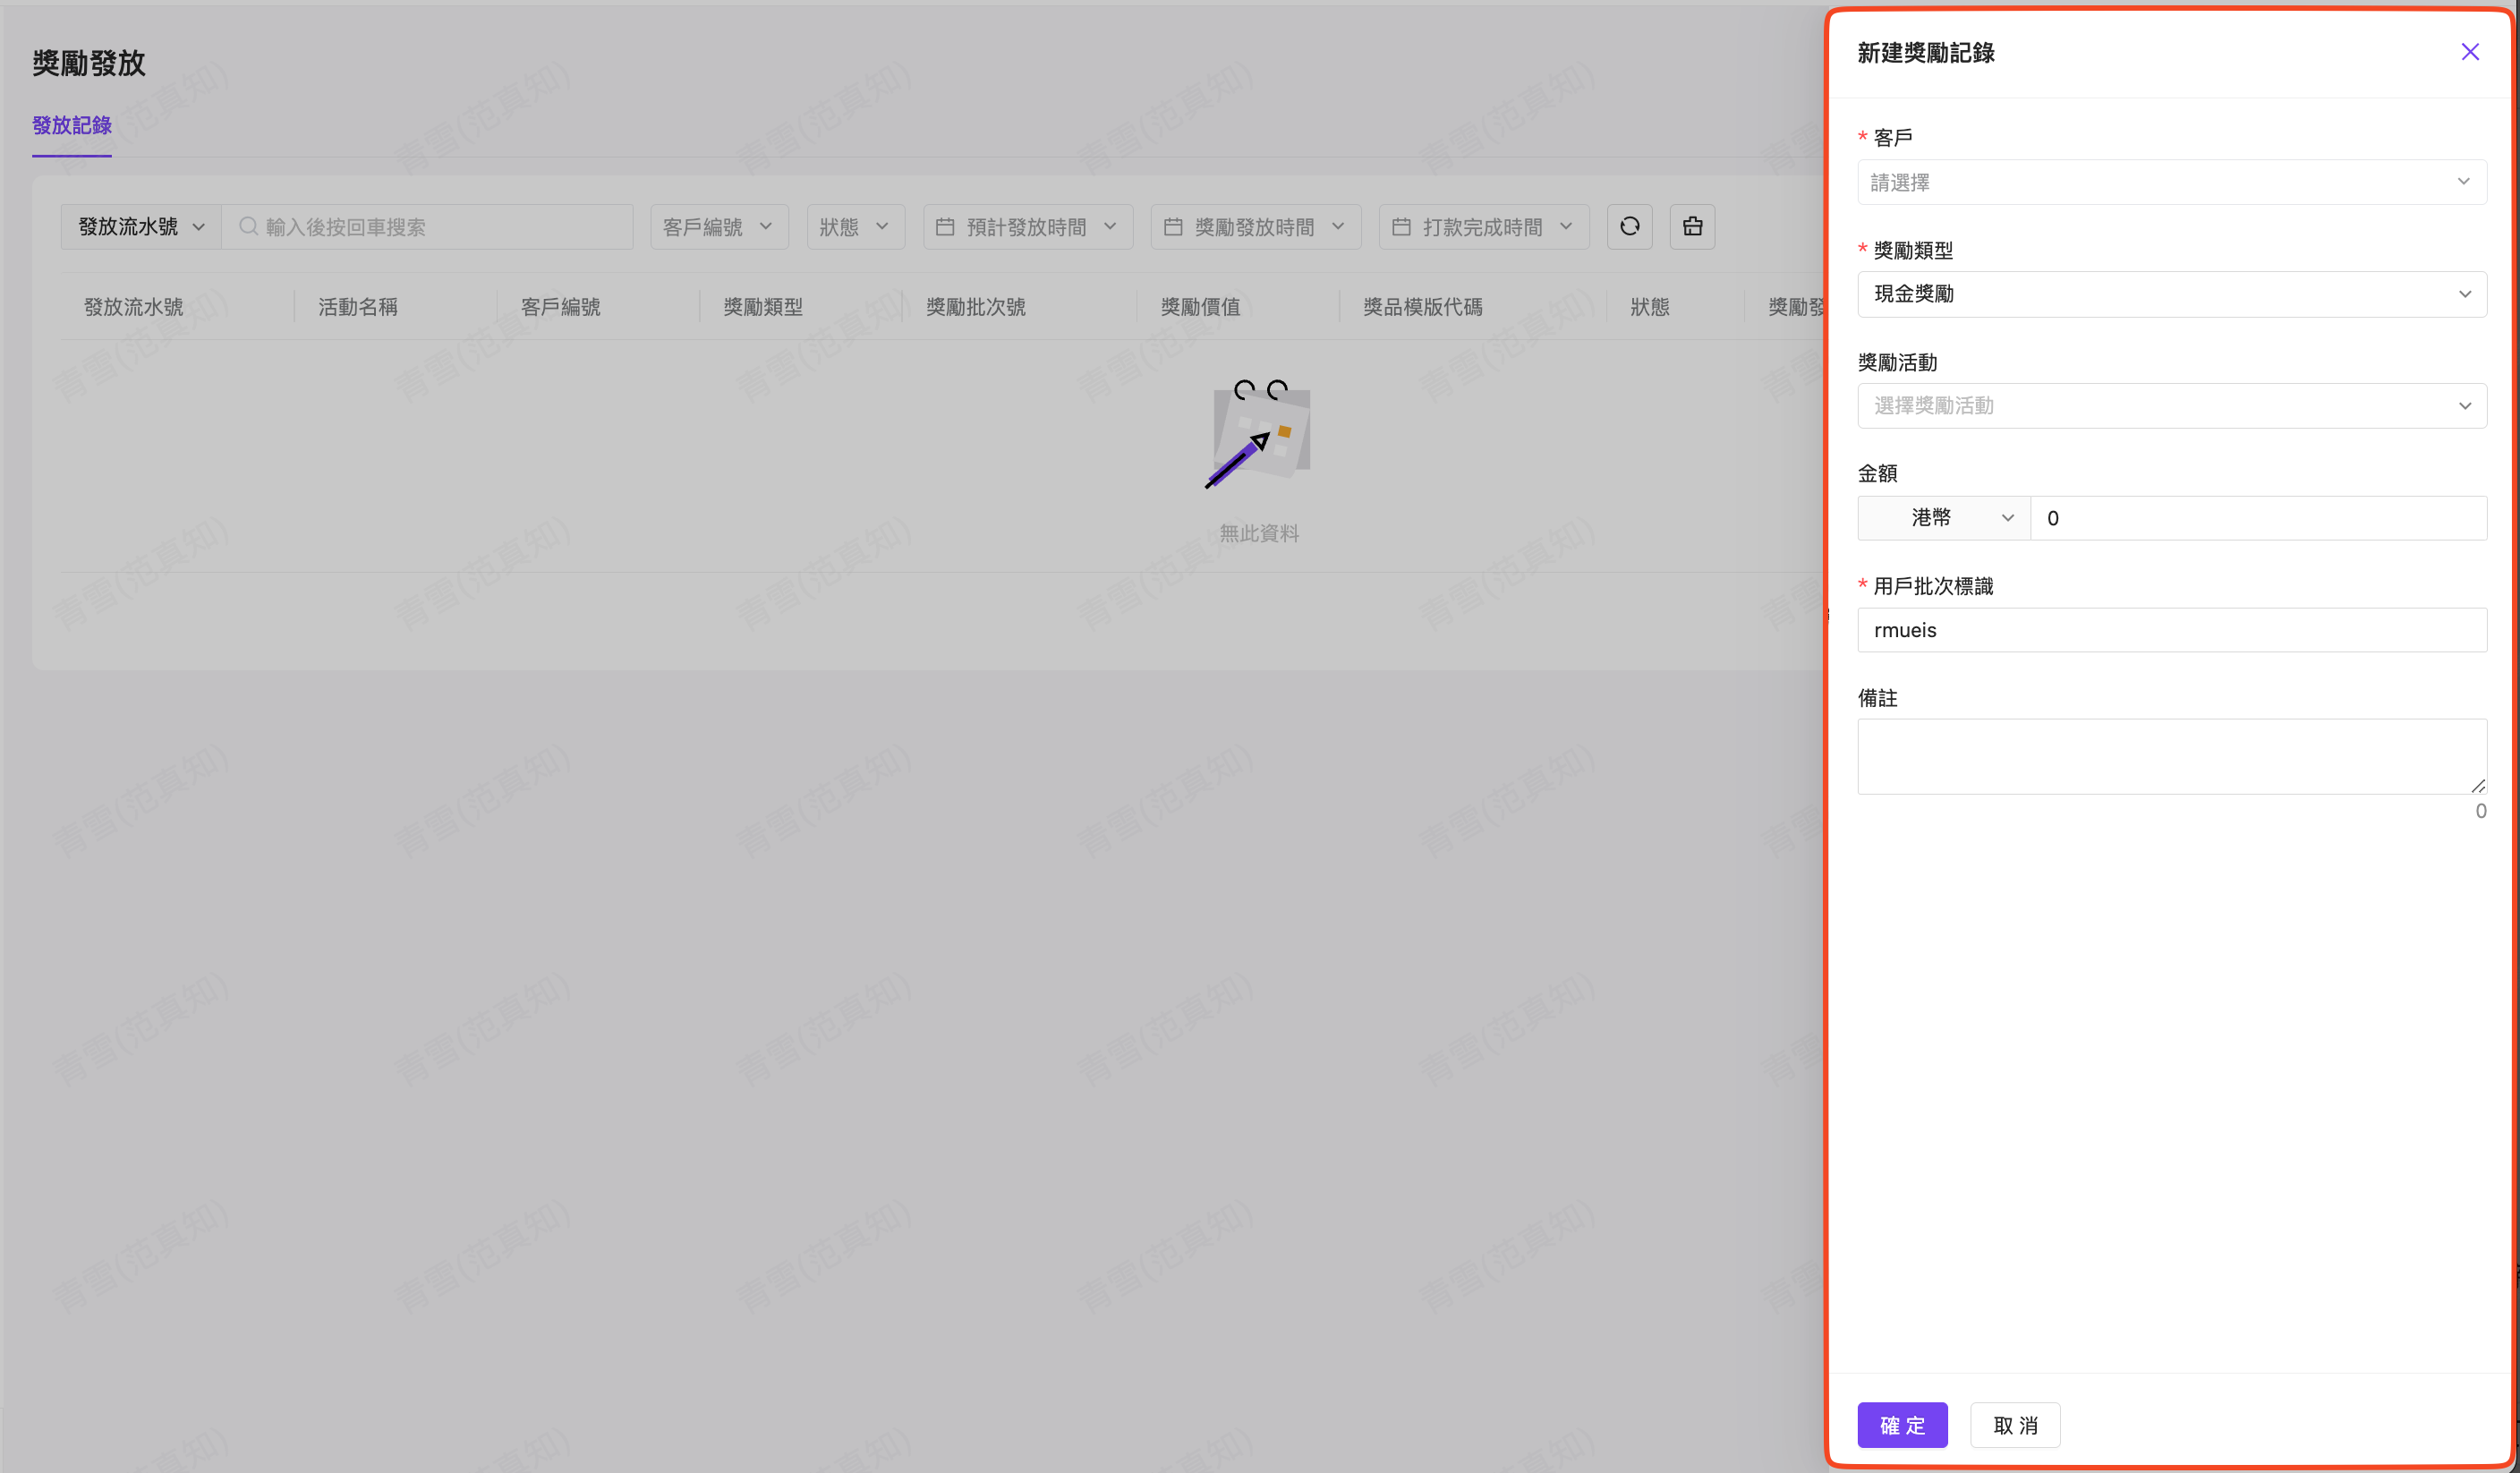 獎勵發放
發放記錄
發放流水號 輸入後按回車搜索 客戶編號 狀態 預計發放時間 獎勵發放時間 打款完成時間
發放流水號 活動名稱 客戶編號 獎勵類型 獎勵批次號 獎勵價值 獎品模版代碼 狀態 獎勵發
無此資料
新建獎勵記錄
* 客戶
請選擇
* 獎勵類型
現金獎勵
獎勵活動
選擇獎勵活動
金額
港幣 0
* 用戶批次標識
rmueis
備註
0
確定 取消
青雪(范真知)